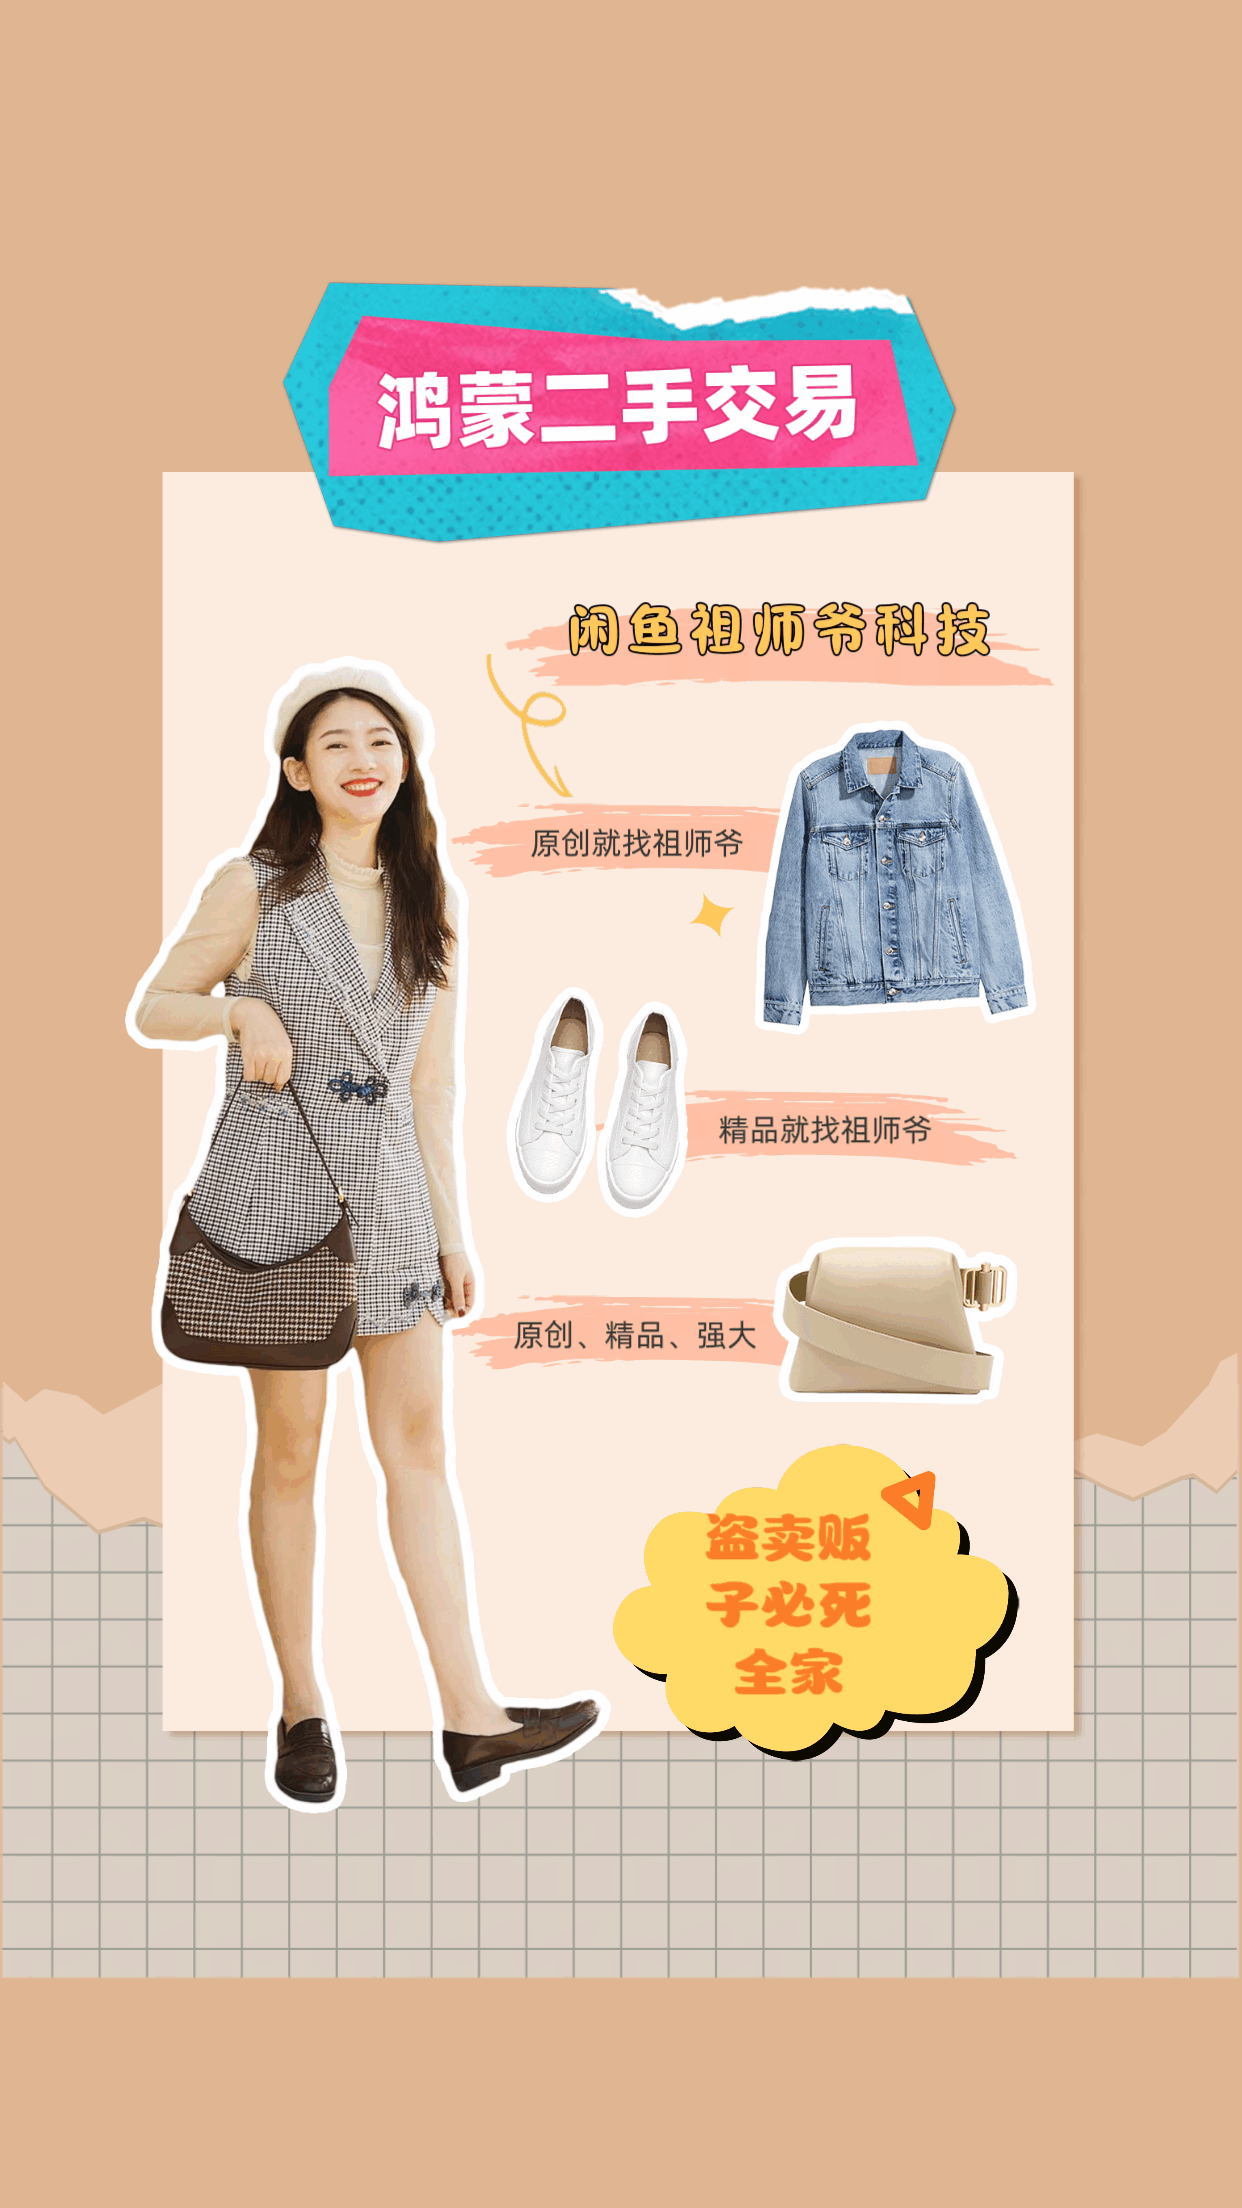 鸿蒙二手交易
闲鱼祖师爷科技
原创就找祖师爷
精品就找祖师爷
原创、精品、强大
盗卖贩
子必死
全家